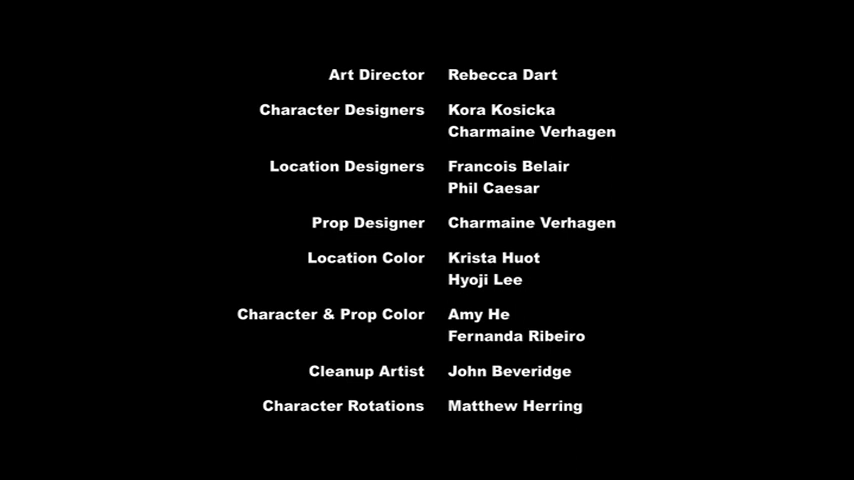 Art Director Rebecca Dart
Character Designers Kora Kosicka
Charmaine Verhagen
Location Designers Francois Belair
Phil Caesar
Prop Designer Charmaine Verhagen
Location Color Krista Huot
Hyoji Lee
Character & Prop Color Amy He
Fernanda Ribeiro
Cleanup Artist John Beveridge
Character Rotations Matthew Herring